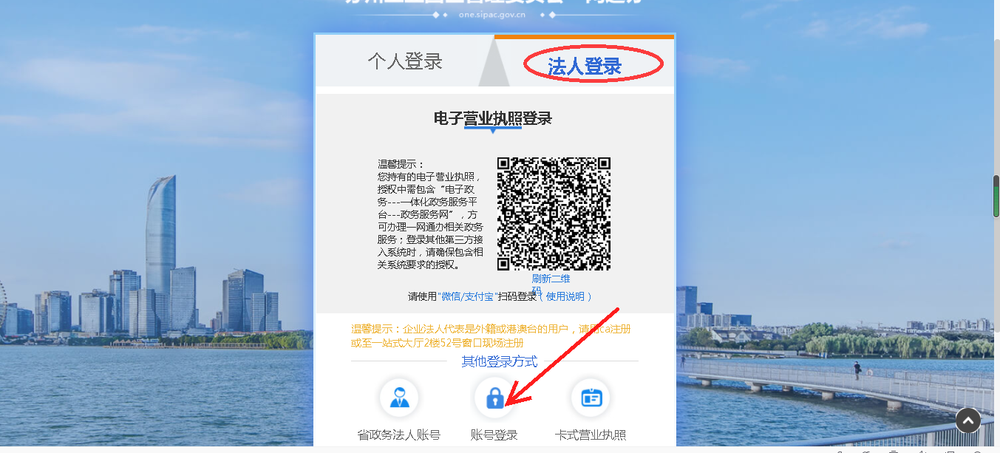 one.sipac.gov.cn
个人登录
法人登录
电子营业执照登录
温馨提示：
您持有的电子营业执照，
授权中需包含“电子政
务---一体化政务服务平
台---政务服务网”，方
可办理一网通办相关政务
服务；登录其他第三方接
入系统时，请确保包含相
关系统要求的授权。
刷新二维
码
请使用"微信/支付宝"扫码登录（使用说明）
温馨提示：企业法人代表是外籍或港澳台的用户，请用ca注册
或至一站式大厅2楼52号窗口现场注册
其他登录方式
省政务法人账号
账号登录
卡式营业执照